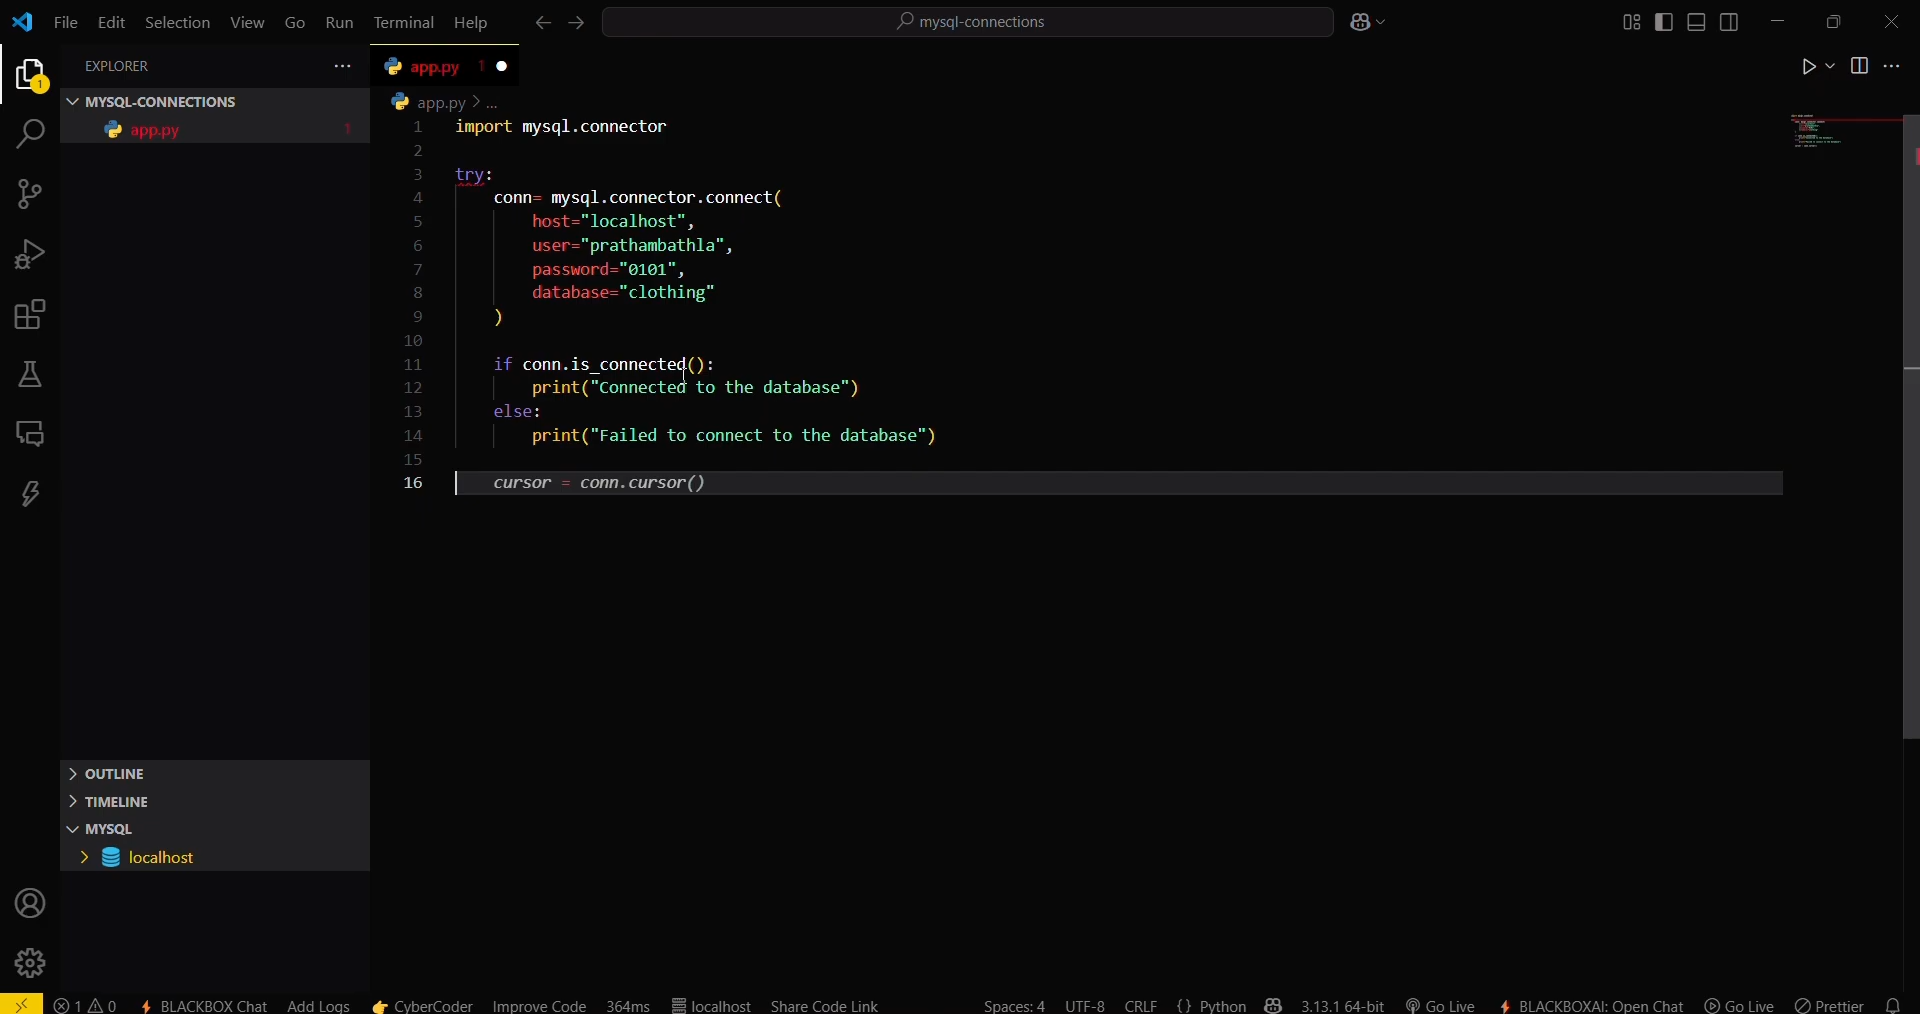 File Edit Selection View Go Run Terminal Help mysql-connections
EXPLORER
app.py 1
1
MYSQL-CONNECTIONS
app.py > ...
app.py 1
1 import mysql.connector
2
3 try:
4 conn= mysql.connector.connect(
5 host="localhost",
6 user="prathambathla",
7 password="0101",
8 database="clothing"
9 )
10
11 if conn.is_connected():
12 print("Connected to the database")
13 else:
14 print("Failed to connect to the database")
15
16 cursor = conn.cursor()
OUTLINE
TIMELINE
MYSQL
localhost
1 0 BLACKBOX Chat Add Logs CyberCoder Improve Code 364ms localhost Share Code Link Spaces: 4 UTF-8 CRLF {} Python 3.13.1 64-bit Go Live BLACKBOXAI: Open Chat Go Live Prettier